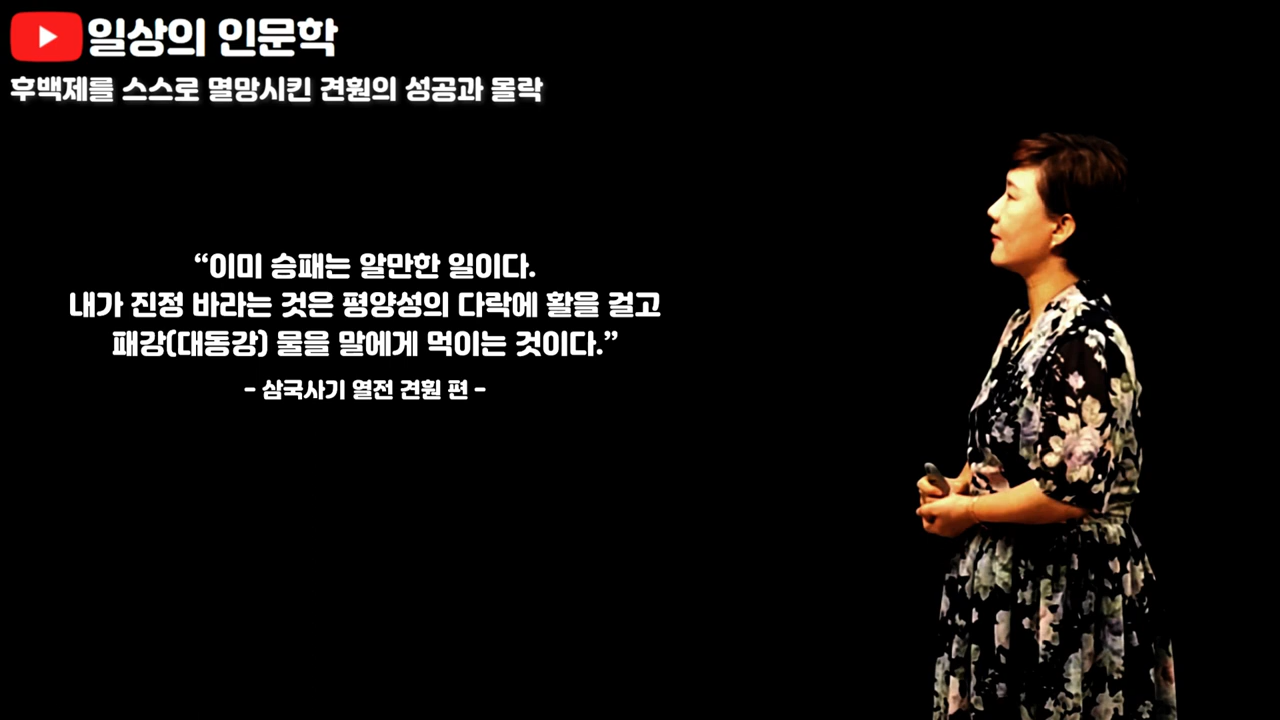 일상의 인문학
후백제를 스스로 멸망시킨 견훤의 성공과 몰락
“이미 승패는 알만한 일이다.
내가 진정 바라는 것은 평양성의 다락에 활을 걸고
패강(대동강) 물을 말에게 먹이는 것이다.”
- 삼국사기 열전 견훤 편 -